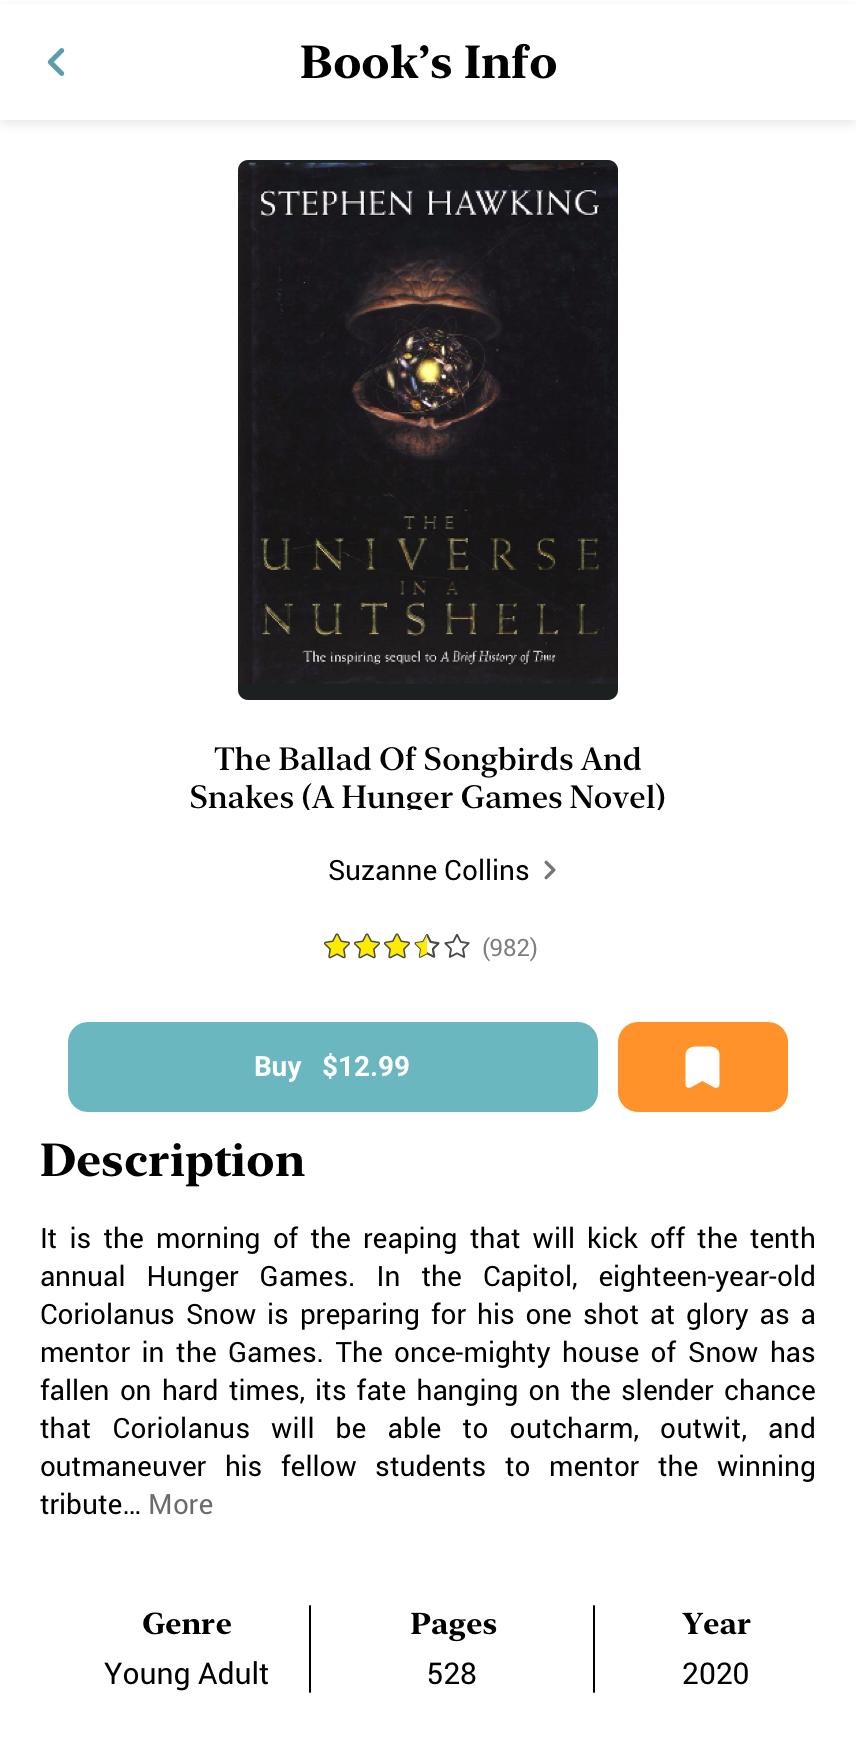 Book’s Info
STEPHEN HAWKING
THE
UNIVERSE
IN A
NUTSHELL
The inspiring sequel to A Brief History of Time
The Ballad Of Songbirds And
Snakes (A Hunger Games Novel)
Suzanne Collins
(982)
Buy $12.99
Description
It is the morning of the reaping that will kick off the tenth
annual Hunger Games. In the Capitol, eighteen-year-old
Coriolanus Snow is preparing for his one shot at glory as a
mentor in the Games. The once-mighty house of Snow has
fallen on hard times, its fate hanging on the slender chance
that Coriolanus will be able to outcharm, outwit, and
outmaneuver his fellow students to mentor the winning
tribute... More
Genre Pages Year
Young Adult 528 2020